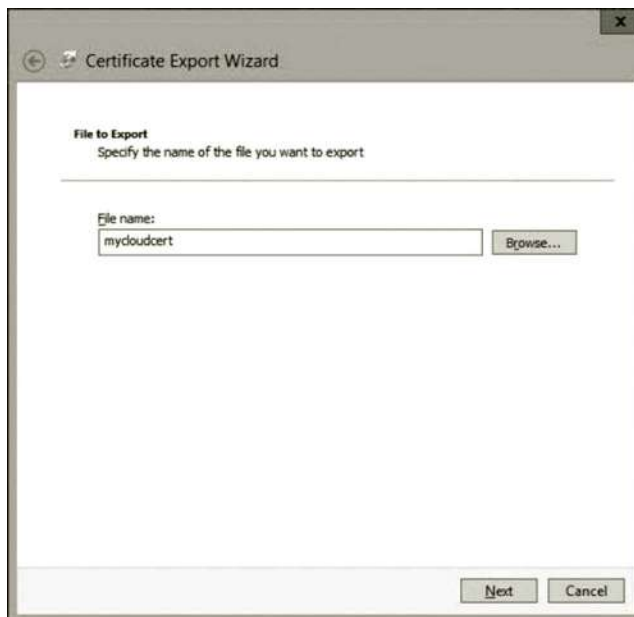 x
Certificate Export Wizard
File to Export
Specify the name of the file you want to export
File name:
mycloudcert
Browse...
Next
Cancel